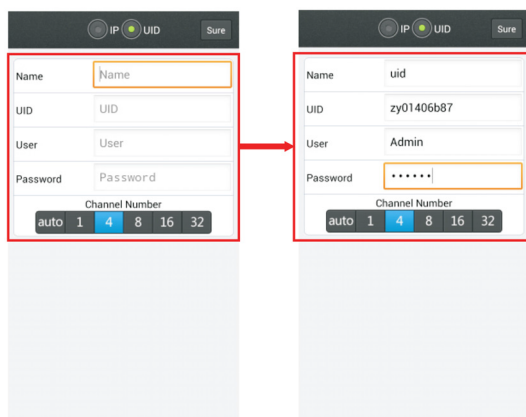 IP UID Sure
Name Name
UID UID
User User
Password Password
Channel Number
auto 1 4 8 16 32
IP UID Sure
Name uid
UID zy01406b87
User Admin
Password ••••••
Channel Number
auto 1 4 8 16 32